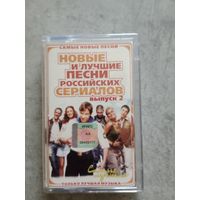 САМЫЕ НОВЫЕ ПЕСНИ
НОВЫЕ
И ЛУЧШИЕ
ПЕСНИ
РОССИЙСКИХ
СЕРИАЛОВ
ВЫПУСК 2
ТОЛЬКО ЛУЧШАЯ МУЗЫКА